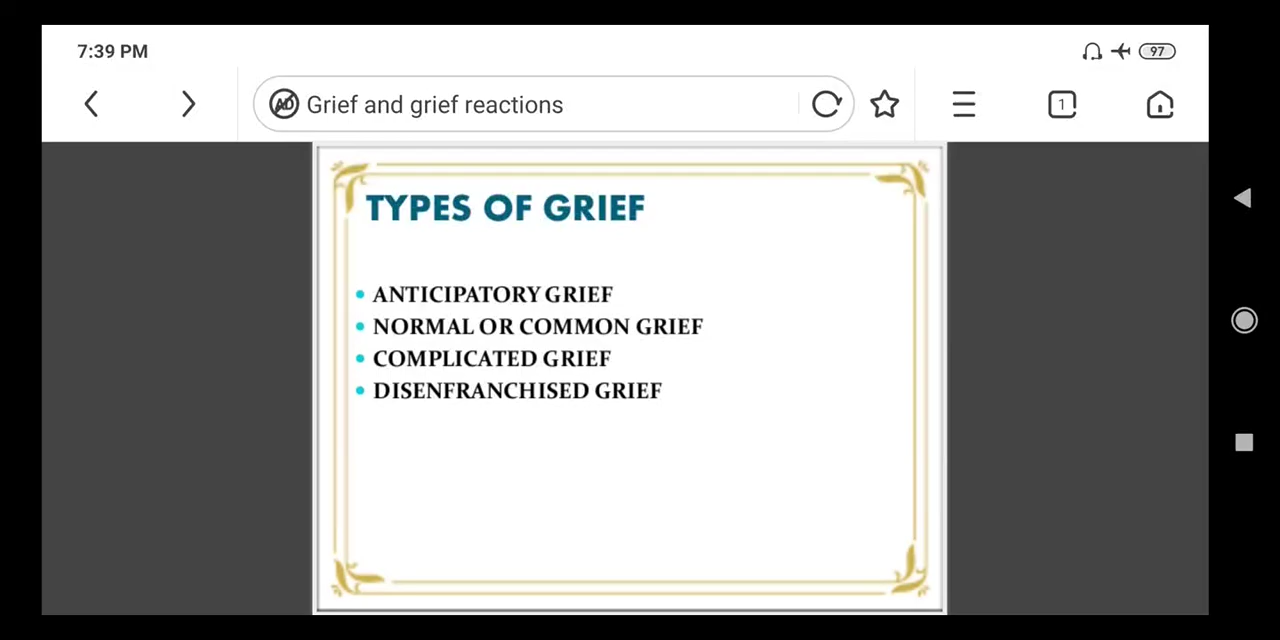 7:39 PM
97
AD Grief and grief reactions
1
TYPES OF GRIEF
• ANTICIPATORY GRIEF
• NORMAL OR COMMON GRIEF
• COMPLICATED GRIEF
• DISENFRANCHISED GRIEF